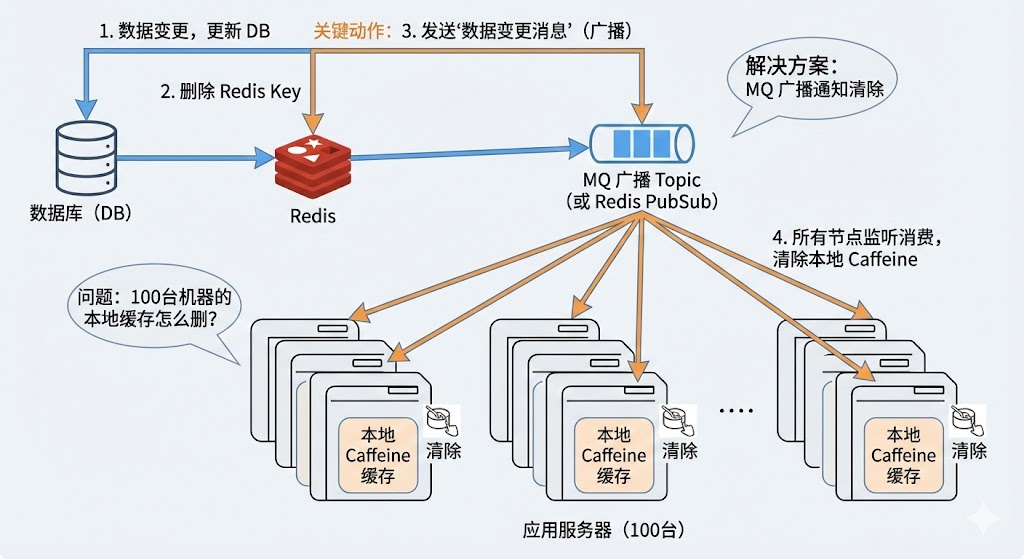 1. 数据变更，更新 DB
关键动作：3. 发送‘数据变更消息’（广播）
解决方案：
MQ 广播通知清除
2. 删除 Redis Key
数据库（DB）
Redis
MQ 广播 Topic
（或 Redis PubSub）
4. 所有节点监听消费，
清除本地 Caffeine
问题：100台机器的
本地缓存怎么删？
本地
Caffeine
缓存
清除
本地
Caffeine
缓存
清除
....
本地
Caffeine
缓存
清除
应用服务器（100台）